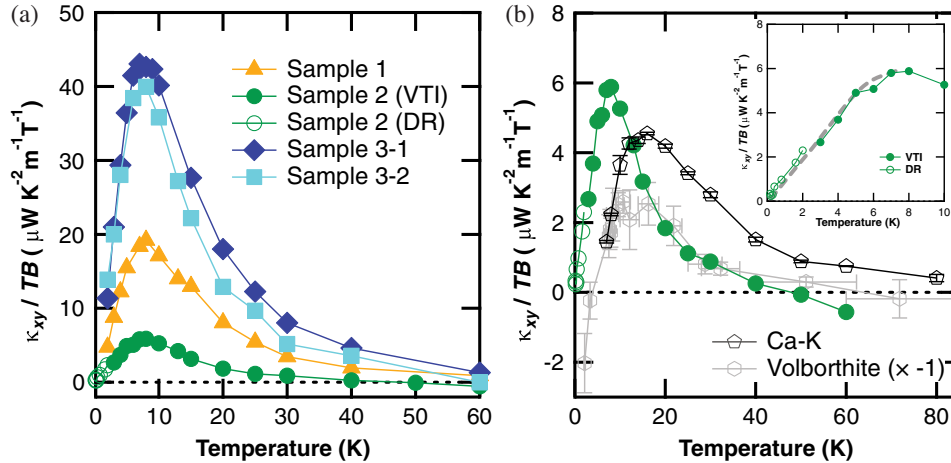 (a)
κxy / TB ( μW K-2 m-1 T-1 )
50
40
30
20
10
0
Sample 1
Sample 2 (VTI)
Sample 2 (DR)
Sample 3-1
Sample 3-2
0 10 20 30 40 50 60
Temperature (K)
(b)
κxy / TB ( μW K-2 m-1 T-1 )
8
6
4
2
0
-2
Ca-K
Volborthite (× -1)
0 20 40 60 80
Temperature (K)
κxy / TB (μW K-2 m-1 T-1)
8
6
4
2
0
VTI
DR
0 2 4 6 8 10
Temperature (K)